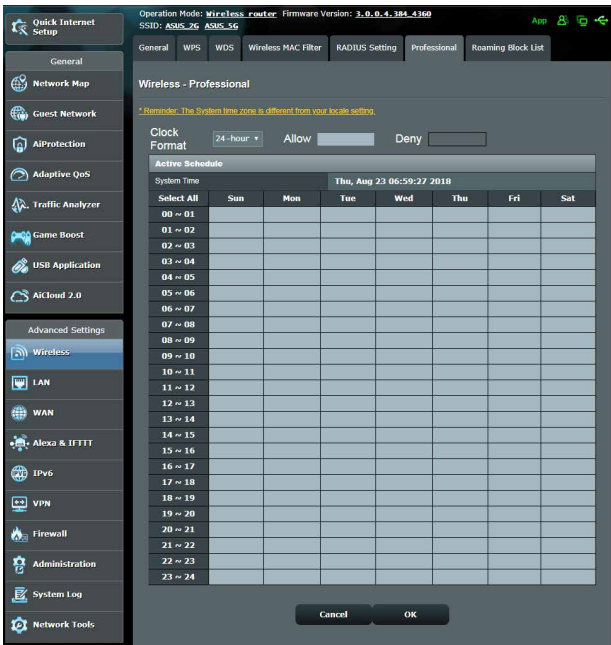 Quick Internet
Setup
General
Network Map
Guest Network
AiProtection
Adaptive QoS
Traffic Analyzer
Game Boost
USB Application
AiCloud 2.0
Advanced Settings
Wireless
LAN
WAN
Alexa & IFTTT
IPv6
VPN
Firewall
Administration
System Log
Network Tools
Operation Mode: Wireless router Firmware Version: 3.0.0.4.384_4360
SSID: ASUS_2G ASUS_5G
App
General WPS WDS Wireless MAC Filter RADIUS Setting Professional Roaming Block List
Wireless - Professional
* Reminder: The System time zone is different from your locale setting.
Clock
Format 24-hour Allow Deny
Active Schedule
System Time Thu, Aug 23 06:59:27 2018
Select All Sun Mon Tue Wed Thu Fri Sat
00 ~ 01
01 ~ 02
02 ~ 03
03 ~ 04
04 ~ 05
05 ~ 06
06 ~ 07
07 ~ 08
08 ~ 09
09 ~ 10
10 ~ 11
11 ~ 12
12 ~ 13
13 ~ 14
14 ~ 15
15 ~ 16
16 ~ 17
17 ~ 18
18 ~ 19
19 ~ 20
20 ~ 21
21 ~ 22
22 ~ 23
23 ~ 24
Cancel OK